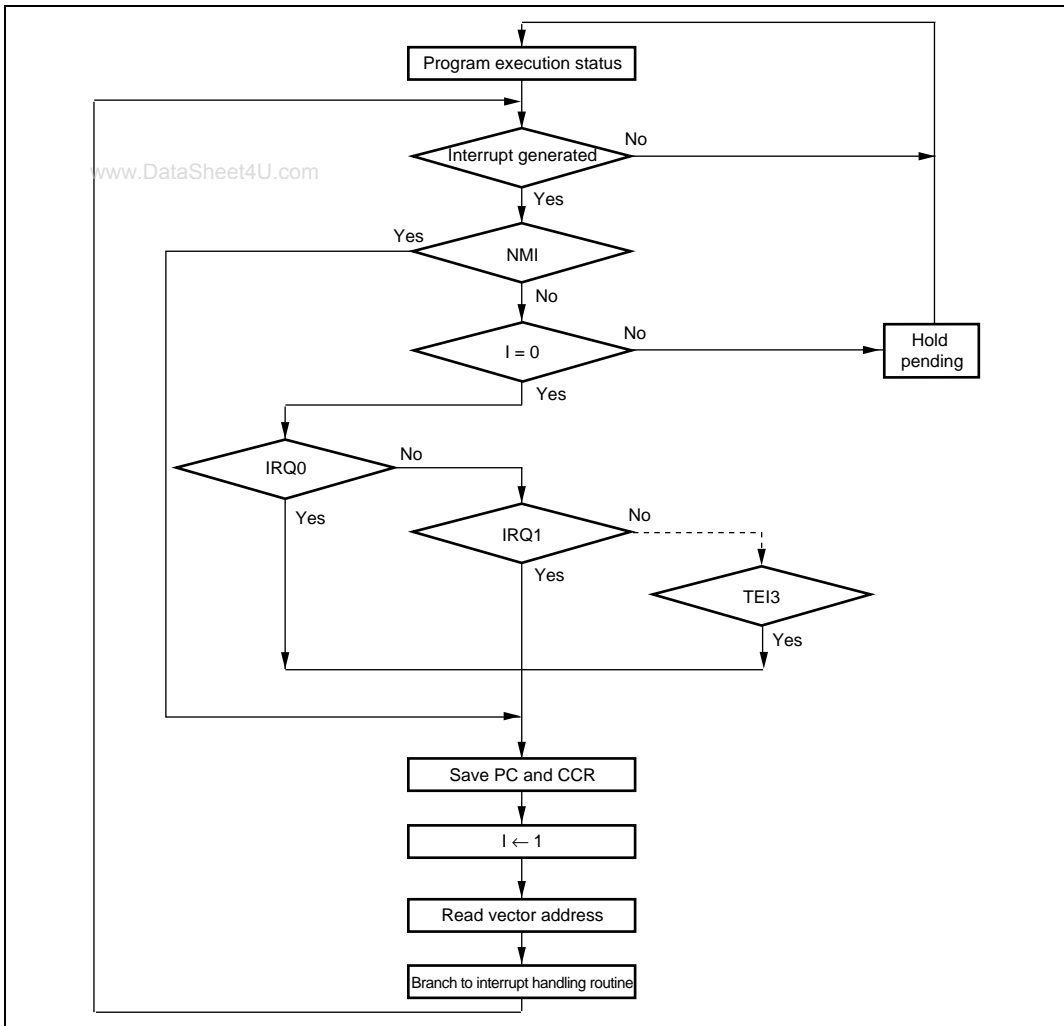 Program execution status
Interrupt generated
No
www.DataSheet4U.com
Yes
Yes
NMI
No
I = 0
No
Hold
pending
Yes
IRQ0
No
Yes
IRQ1
No
Yes
TEI3
Yes
Save PC and CCR
I ← 1
Read vector address
Branch to interrupt handling routine